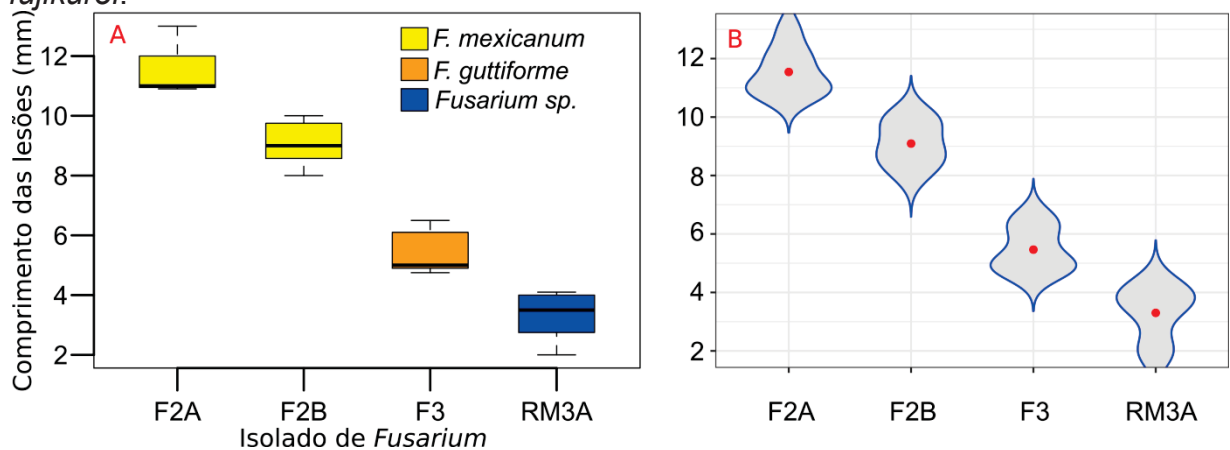 fujikuroi.
A
F. mexicanum
F. guttiforme
Fusarium sp.
Comprimento das lesões (mm)
12
10
8
6
4
2
F2A F2B F3 RM3A
Isolado de Fusarium
B
12
10
8
6
4
2
F2A F2B F3 RM3A